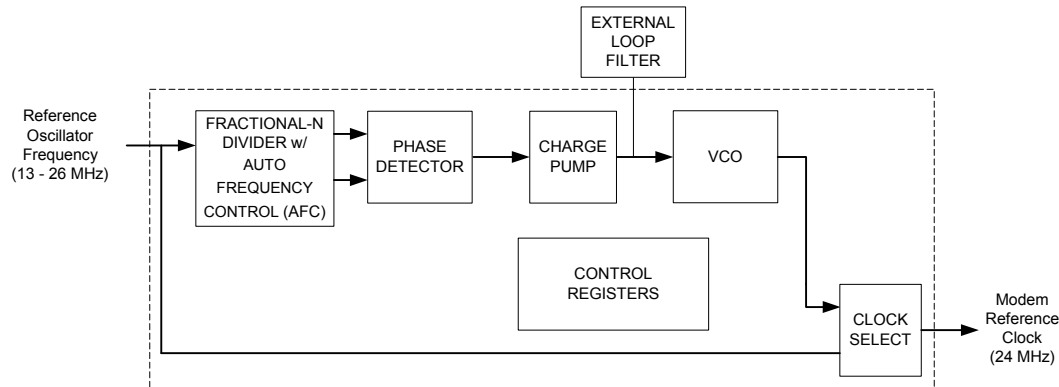 EXTERNAL
LOOP
FILTER
Reference
Oscillator
Frequency
(13 - 26 MHz)
FRACTIONAL-N
DIVIDER w/
AUTO
FREQUENCY
CONTROL (AFC)
PHASE
DETECTOR
CHARGE
PUMP
VCO
CONTROL
REGISTERS
CLOCK
SELECT
Modem
Reference
Clock
(24 MHz)